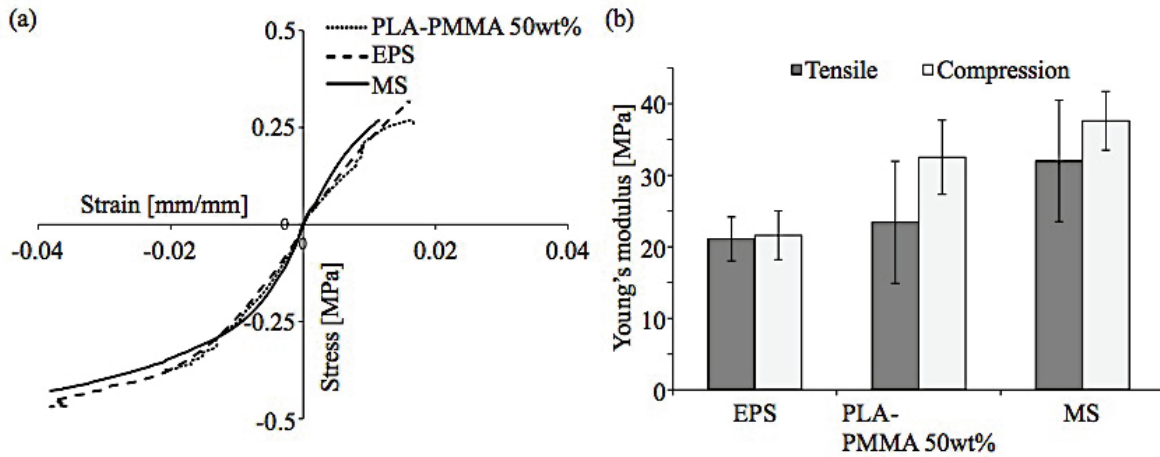 (a)
0.5
PLA-PMMA 50wt%
EPS
MS
0.25
Strain [mm/mm]
0
-0.04
-0.02
0
0.02
0.04
-0.25
Stress [MPa]
-0.5
(b)
Tensile
Compression
Young's modulus [MPa]
40
30
20
10
0
EPS
PLA-
PMMA 50wt%
MS